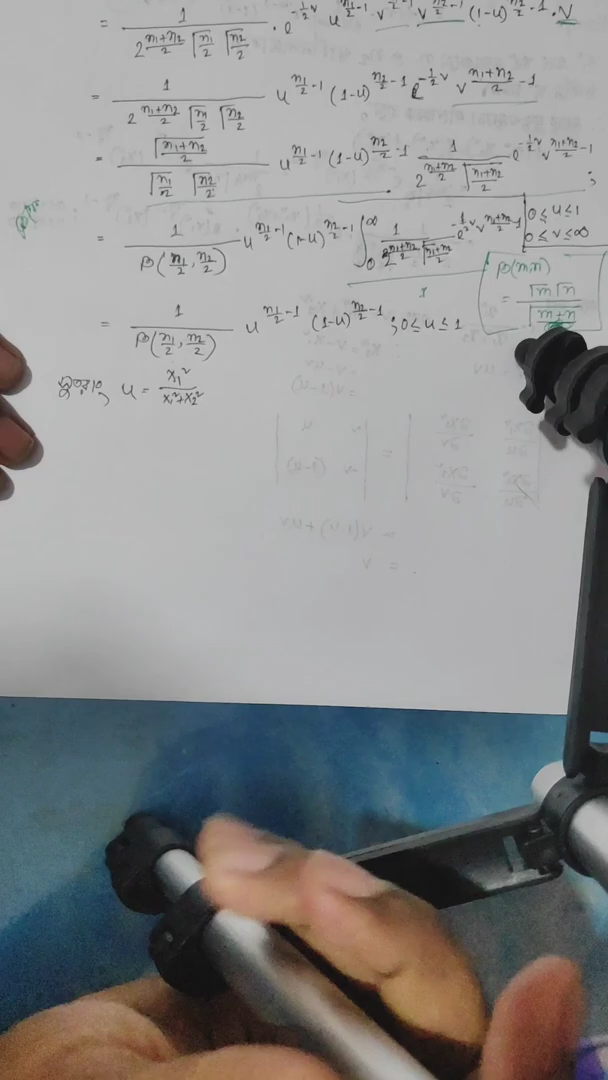 = 1 / (2^((n₁+n₂)/2) Γ(n₁/2) Γ(n₂/2)) · e^(-½v) u^(n₁/2 -1) v^(n₁/2 -1) v^(n₂/2 -1) (1-u)^(n₂/2 -1) · v
= 1 / (2^((n₁+n₂)/2) Γ(n₁/2) Γ(n₂/2)) u^(n₁/2 -1) (1-u)^(n₂/2 -1) e^(-½v) v^((n₁+n₂)/2 -1)
= Γ((n₁+n₂)/2) / (Γ(n₁/2) Γ(n₂/2)) u^(n₁/2 -1) (1-u)^(n₂/2 -1) · 1 / (2^((n₁+n₂)/2) Γ((n₁+n₂)/2)) e^(-½v) v^((n₁+n₂)/2 -1) ;
0 ≤ u ≤ 1
0 ≤ v ≤ ∞
= 1 / β(n₁/2, n₂/2) u^(n₁/2 -1) (1-u)^(n₂/2 -1) ∫₀^∞ 1 / (2^((n₁+n₂)/2) Γ((n₁+n₂)/2)) e^(-½v) v^((n₁+n₂)/2 -1)
1
β(m,n)
= Γm Γn / Γ(m+n)
= 1 / β(n₁/2, n₂/2) u^(n₁/2 -1) (1-u)^(n₂/2 -1) ; 0 ≤ u ≤ 1
সুতরাং, u = x₁² / (x₁²+x₂²)